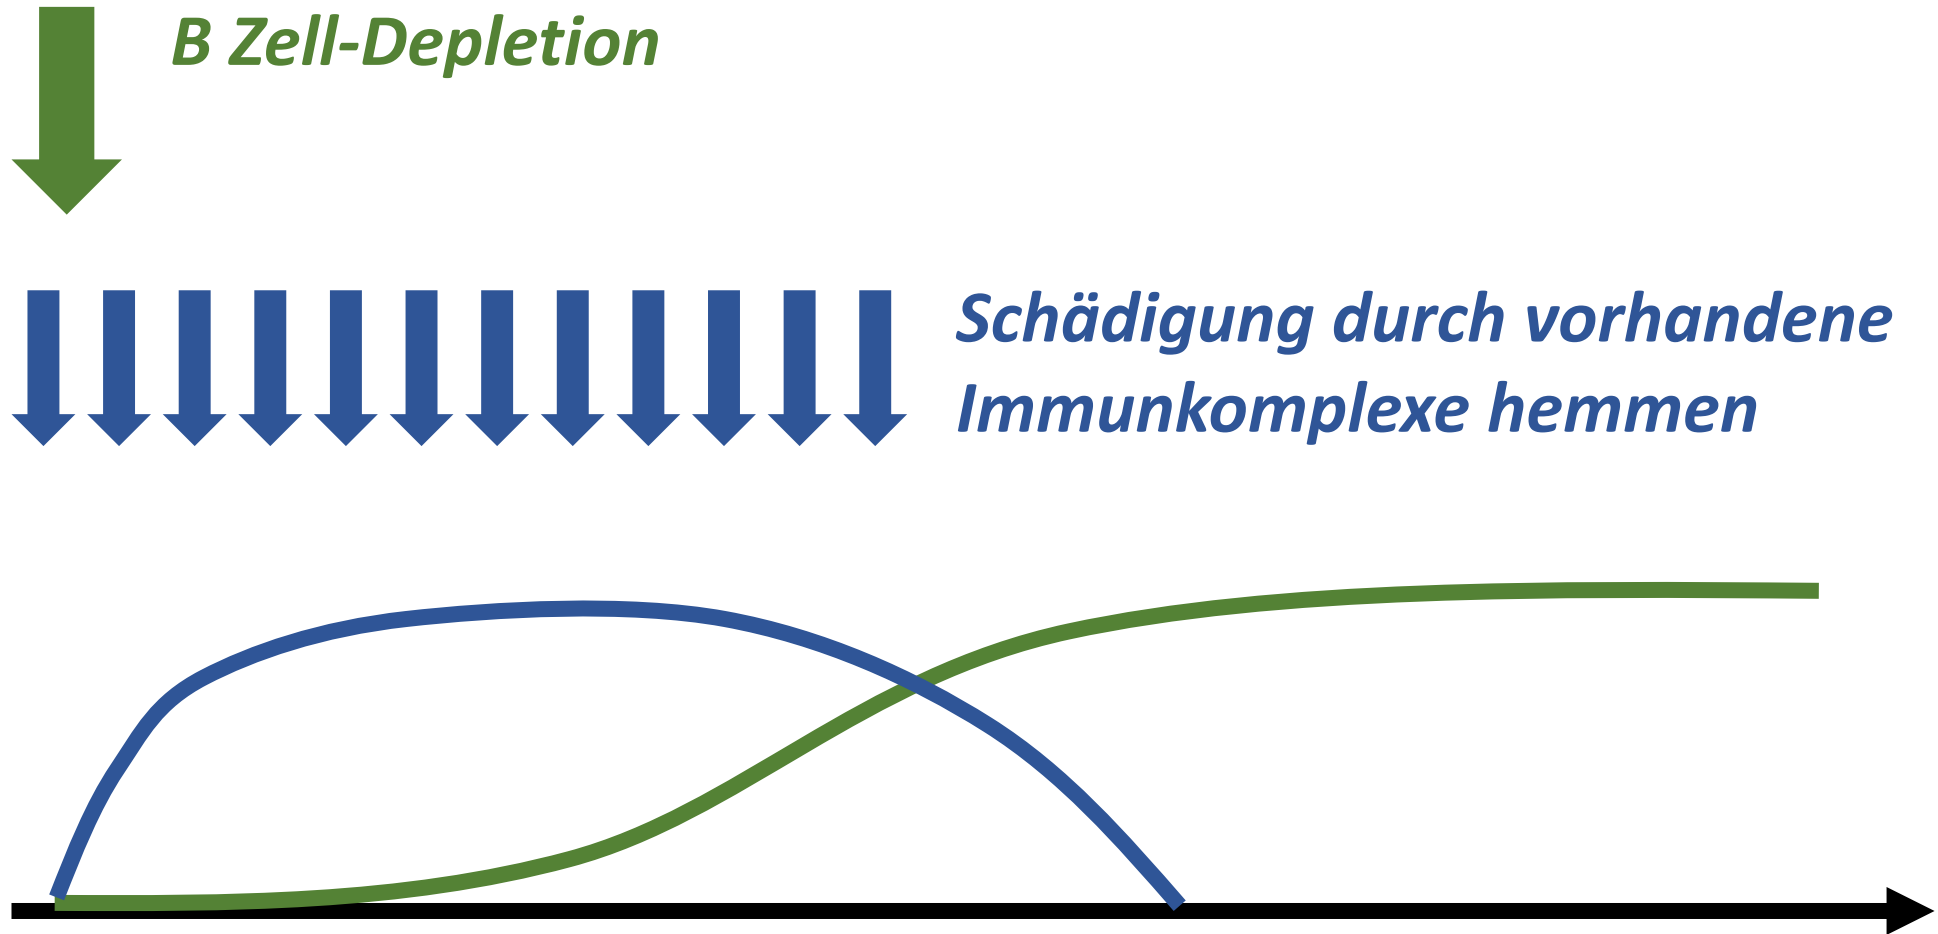 B Zell-Depletion
Schädigung durch vorhandene
Immunkomplexe hemmen